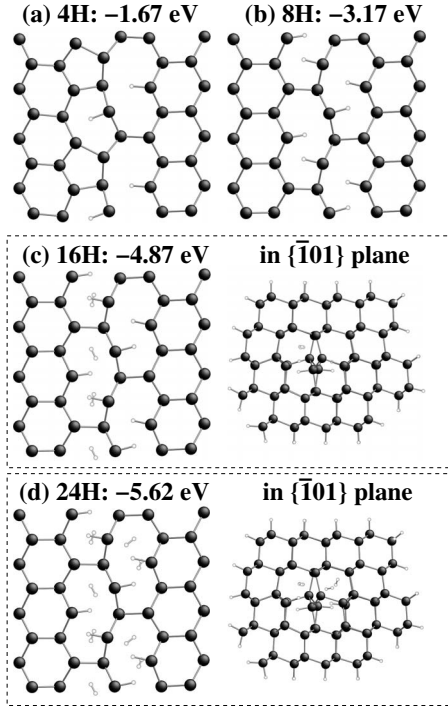 (a) 4H: −1.67 eV
(b) 8H: −3.17 eV
(c) 16H: −4.87 eV
in {1̅01} plane
(d) 24H: −5.62 eV
in {1̅01} plane